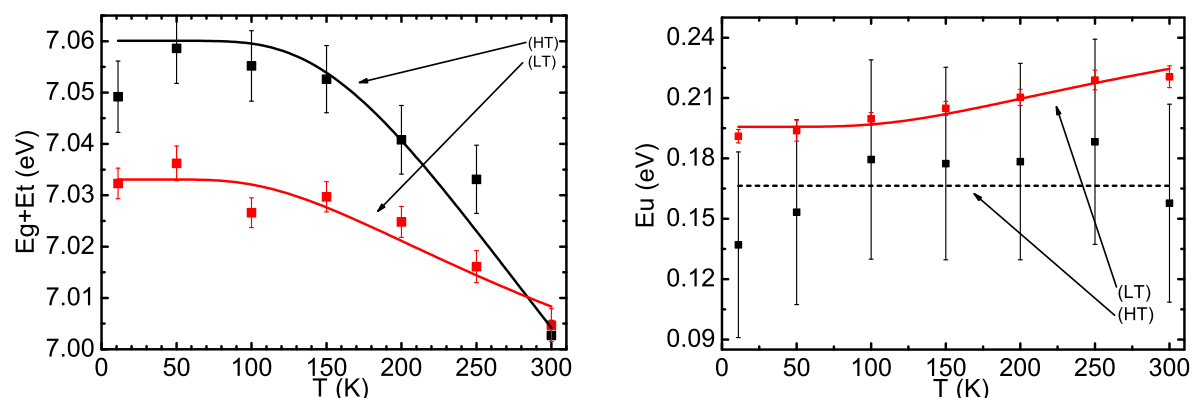 Eg+Et (eV)
7.06
7.05
7.04
7.03
7.02
7.01
7.00
(HT)
(LT)
0 50 100 150 200 250 300
T (K)
Eu (eV)
0.24
0.21
0.18
0.15
0.12
0.09
(LT)
(HT)
0 50 100 150 200 250 300
T (K)